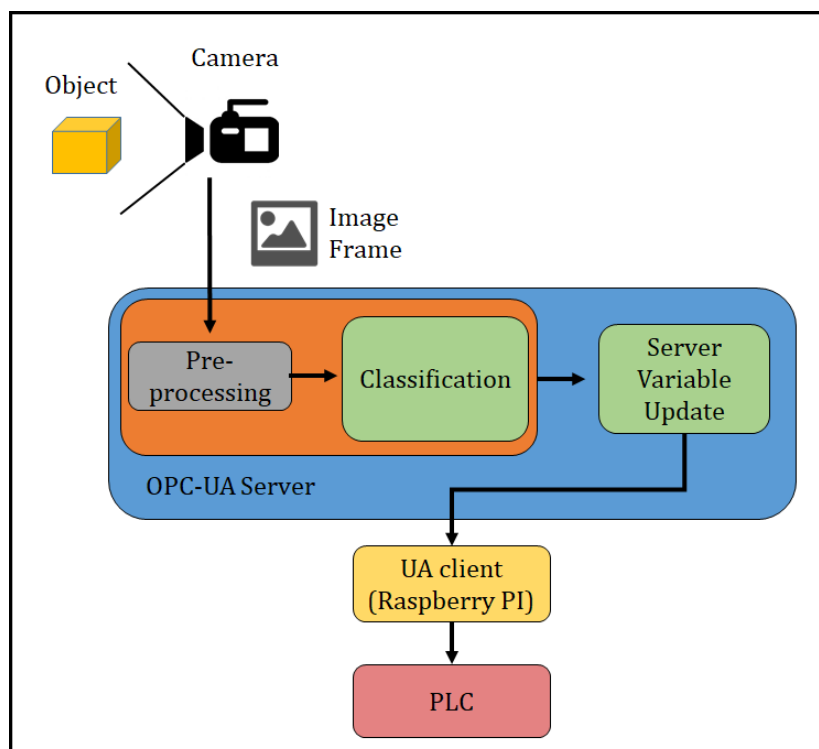 Camera
Object
Image
Frame
Pre-
processing
Classification
Server
Variable
Update
OPC-UA Server
UA client
(Raspberry PI)
PLC